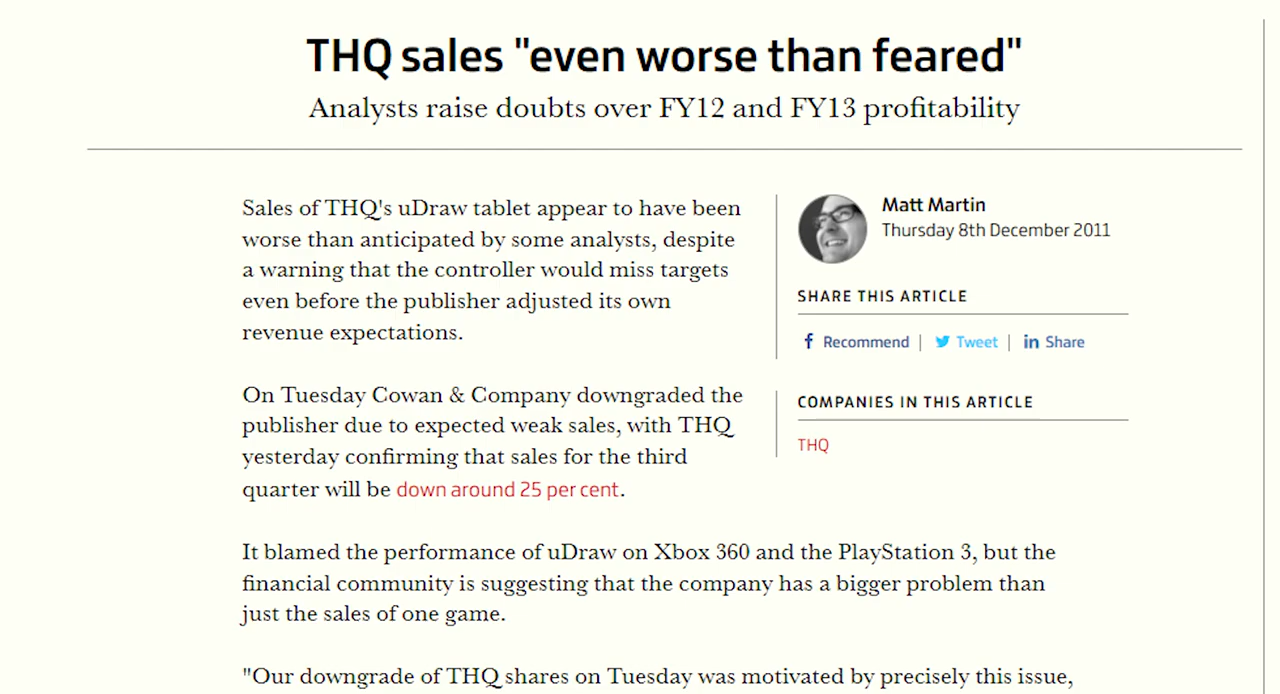 THQ sales "even worse than feared"
Analysts raise doubts over FY12 and FY13 profitability
Sales of THQ's uDraw tablet appear to have been
worse than anticipated by some analysts, despite
a warning that the controller would miss targets
even before the publisher adjusted its own
revenue expectations.
On Tuesday Cowan & Company downgraded the
publisher due to expected weak sales, with THQ
yesterday confirming that sales for the third
quarter will be down around 25 per cent.
It blamed the performance of uDraw on Xbox 360 and the PlayStation 3, but the
financial community is suggesting that the company has a bigger problem than
just the sales of one game.
"Our downgrade of THQ shares on Tuesday was motivated by precisely this issue,
Matt Martin
Thursday 8th December 2011
SHARE THIS ARTICLE
f Recommend | Tweet | in Share
COMPANIES IN THIS ARTICLE
THQ